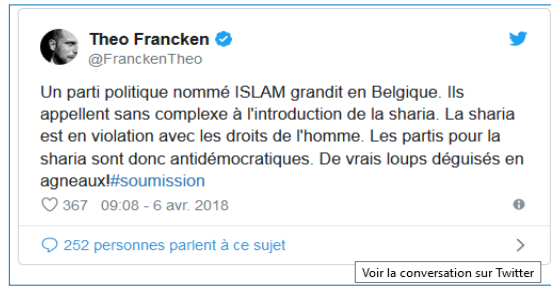 Theo Francken
@FranckenTheo
Un parti politique nommé ISLAM grandit en Belgique. Ils
appellent sans complexe à l'introduction de la sharia. La sharia
est en violation avec les droits de l'homme. Les partis pour la
sharia sont donc antidémocratiques. De vrais loups déguisés en
agneaux!#soumission
367 09:08 - 6 avr. 2018
252 personnes parlent à ce sujet
Voir la conversation sur Twitter